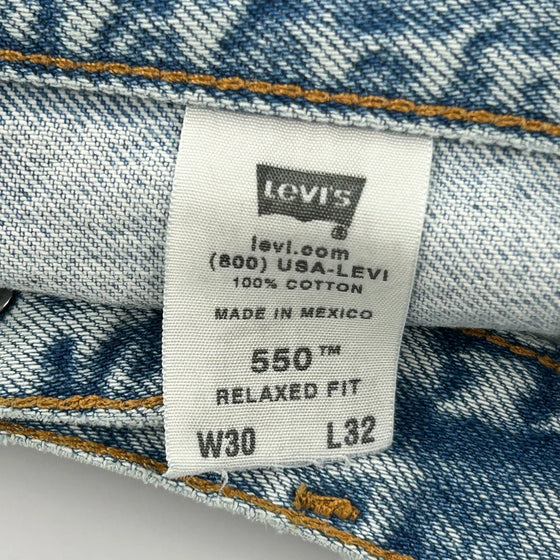 Levi's
®
levi.com
(800) USA-LEVI
100% COTTON
MADE IN MEXICO
550™
RELAXED FIT
W30 L32